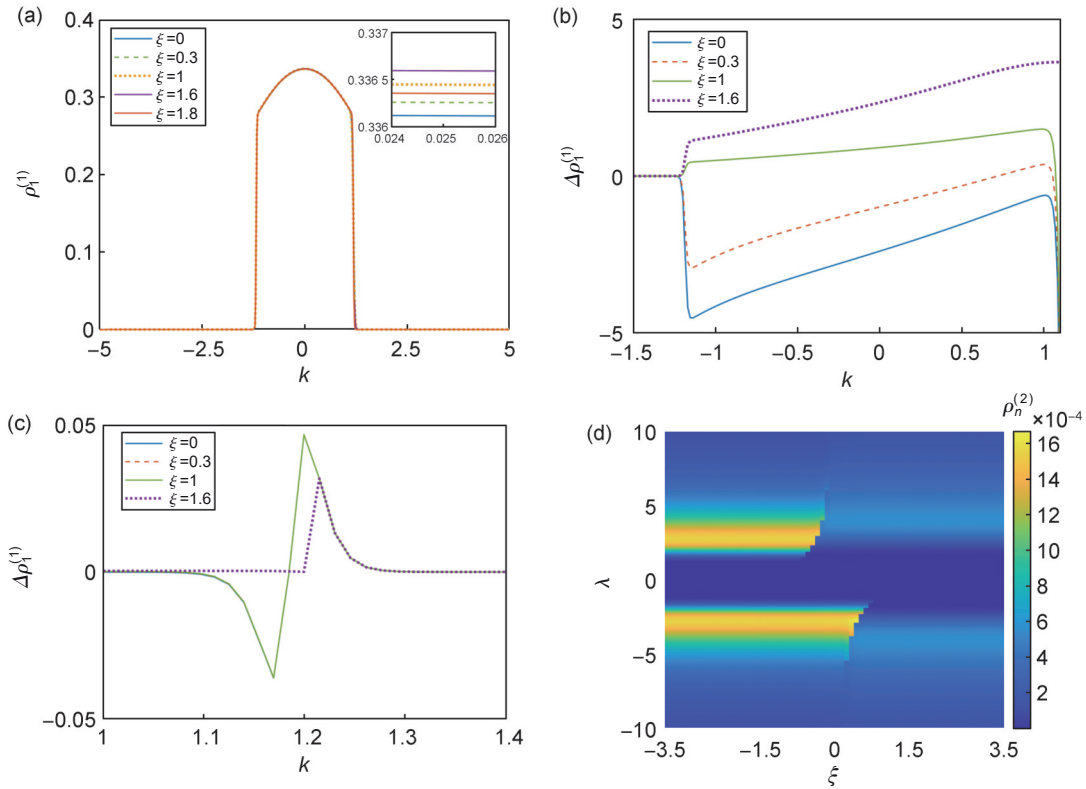 (a)
0.4
0.3
0.2
0.1
0
ρ₁⁽¹⁾
ξ=0
ξ=0.3
ξ=1
ξ=1.6
ξ=1.8
0.337
0.336 5
0.336
0.024
0.025
0.026
−5
−2.5
0
2.5
5
k
(b)
5
0
−5
Δρ₁⁽¹⁾
ξ=0
ξ=0.3
ξ=1
ξ=1.6
−1.5
−1
−0.5
0
0.5
1
k
(c)
0.05
0
−0.05
Δρ₁⁽¹⁾
ξ=0
ξ=0.3
ξ=1
ξ=1.6
1
1.1
1.2
1.3
1.4
k
(d)
10
5
0
−5
−10
λ
−3.5
−1.5
0
1.5
3.5
ξ
ρₙ⁽²⁾
×10⁻⁴
16
14
12
10
8
6
4
2